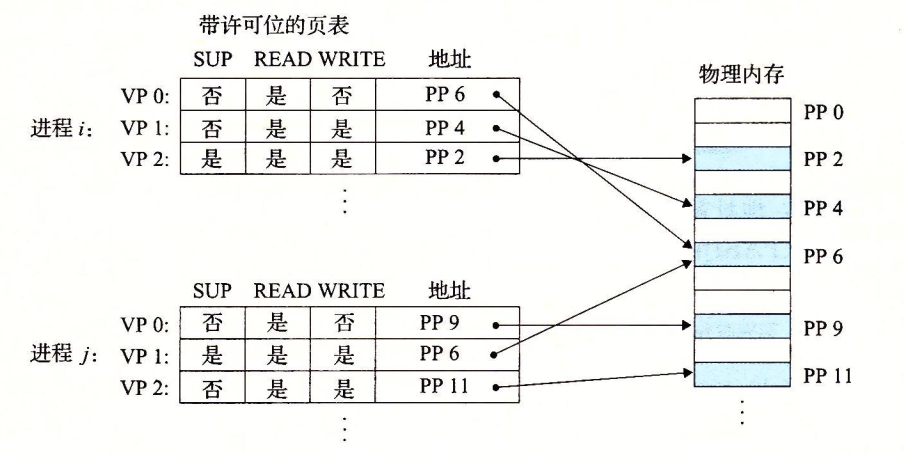 带许可位的页表
SUP READ WRITE 地址
物理内存
VP 0: 否 是 否 PP 6
PP 0
进程 i: VP 1: 否 是 是 PP 4
VP 2: 是 是 是 PP 2
PP 2
⋮
PP 4
PP 6
SUP READ WRITE 地址
VP 0: 否 是 否 PP 9
PP 9
进程 j: VP 1: 是 是 是 PP 6
VP 2: 否 是 是 PP 11
PP 11
⋮
⋮